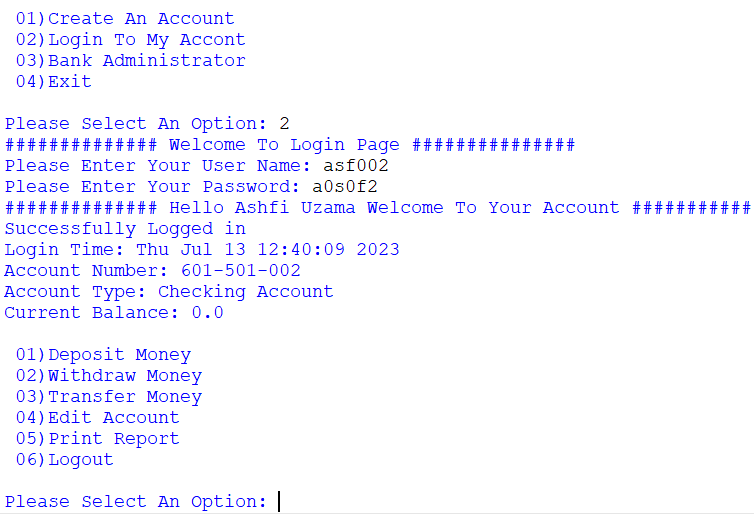 01)Create An Account
02)Login To My Accont
03)Bank Administrator
04)Exit
Please Select An Option: 2
############## Welcome To Login Page ###############
Please Enter Your User Name: asf002
Please Enter Your Password: a0s0f2
############## Hello Ashfi Uzama Welcome To Your Account ###########
Successfully Logged in
Login Time: Thu Jul 13 12:40:09 2023
Account Number: 601-501-002
Account Type: Checking Account
Current Balance: 0.0
01)Deposit Money
02)Withdraw Money
03)Transfer Money
04)Edit Account
05)Print Report
06)Logout
Please Select An Option: